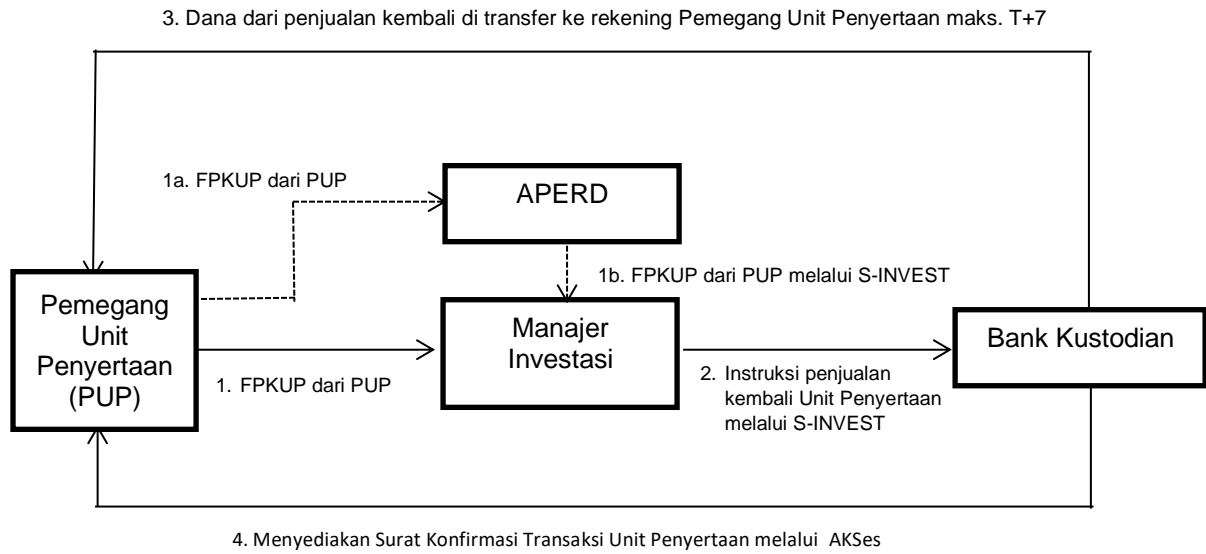 3. Dana dari penjualan kembali di transfer ke rekening Pemegang Unit Penyertaan maks. T+7
1a. FPKUP dari PUP
APERD
1b. FPKUP dari PUP melalui S-INVEST
Pemegang
Unit
Penyertaan
(PUP)
1. FPKUP dari PUP
Manajer
Investasi
2. Instruksi penjualan
kembali Unit Penyertaan
melalui S-INVEST
Bank Kustodian
4. Menyediakan Surat Konfirmasi Transaksi Unit Penyertaan melalui AKSes